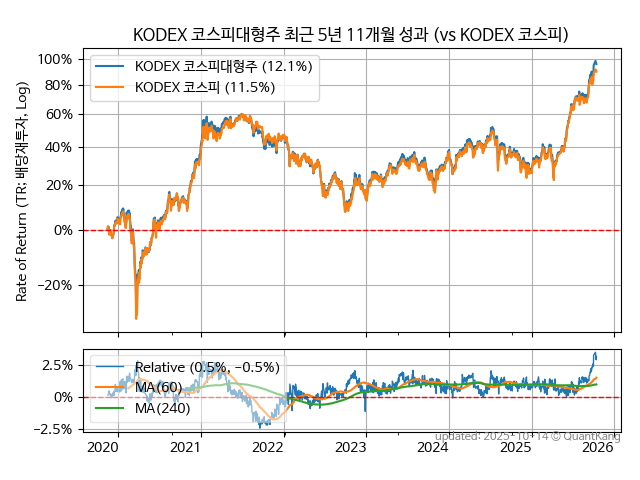 KODEX 코스피대형주 최근 5년 11개월 성과 (vs KODEX 코스피)
Rate of Return (TR: 배당재투자, Log)
100%
80%
60%
40%
20%
0%
−20%
KODEX 코스피대형주 (12.1%)
KODEX 코스피 (11.5%)
2.5%
0%
−2.5%
Relative (0.5%, −0.5%)
MA(60)
MA(240)
2020 2021 2022 2023 2024 2025 2026
updated: 2025-10-14 © QuantKang